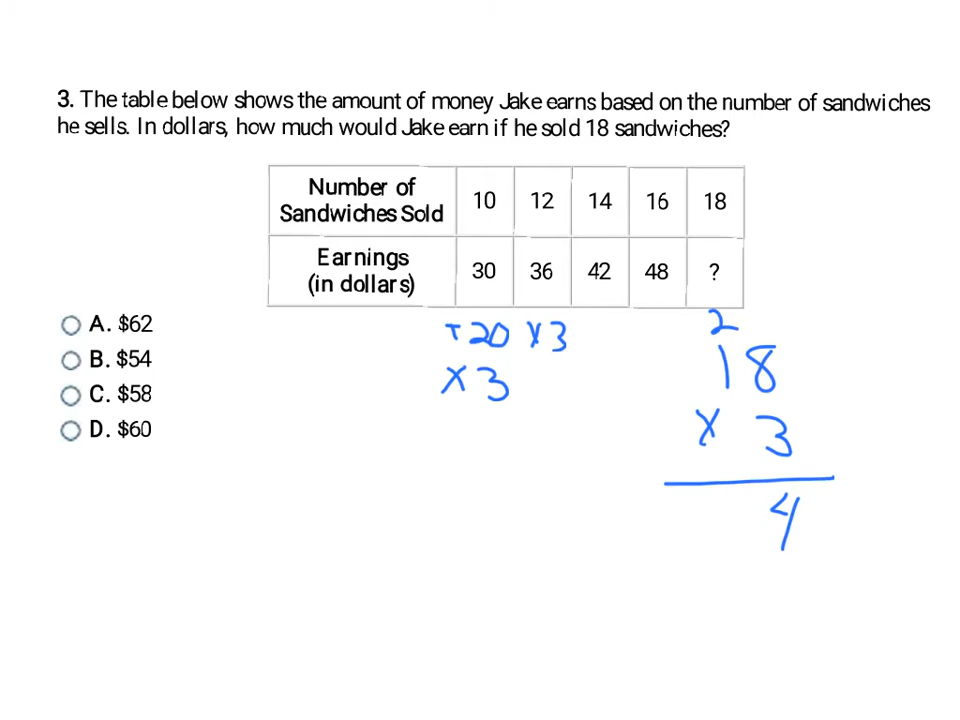 3. The table below shows the amount of money Jake earns based on the number of sandwiches
he sells. In dollars, how much would Jake earn if he sold 18 sandwiches?
Number of
Sandwiches Sold 10 12 14 16 18
Earnings
(in dollars) 30 36 42 48 ?
A. $62
B. $54
C. $58
D. $60
+20 x3
x3
2
18
x 3
4